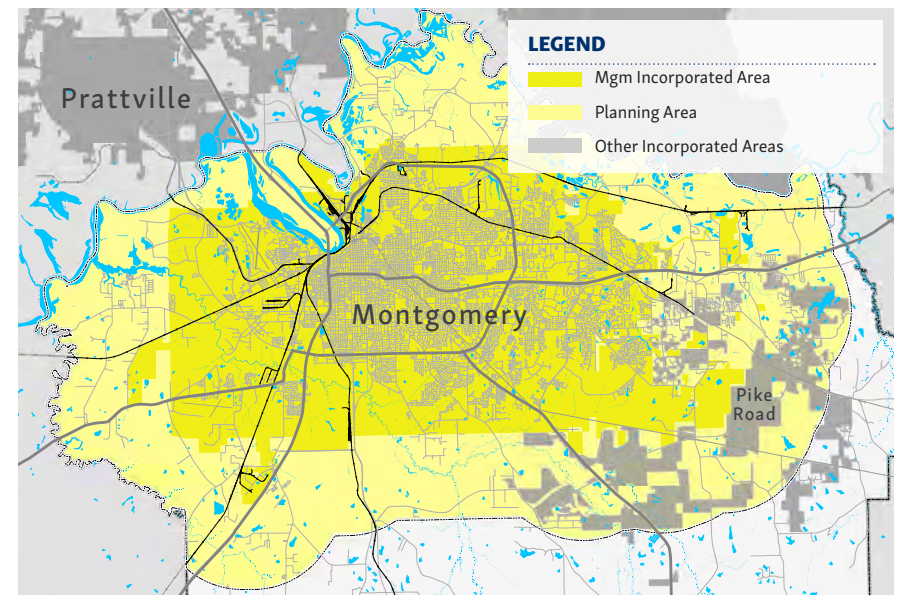 LEGEND
Mgm Incorporated Area
Planning Area
Other Incorporated Areas
Prattville
Montgomery
Pike
Road